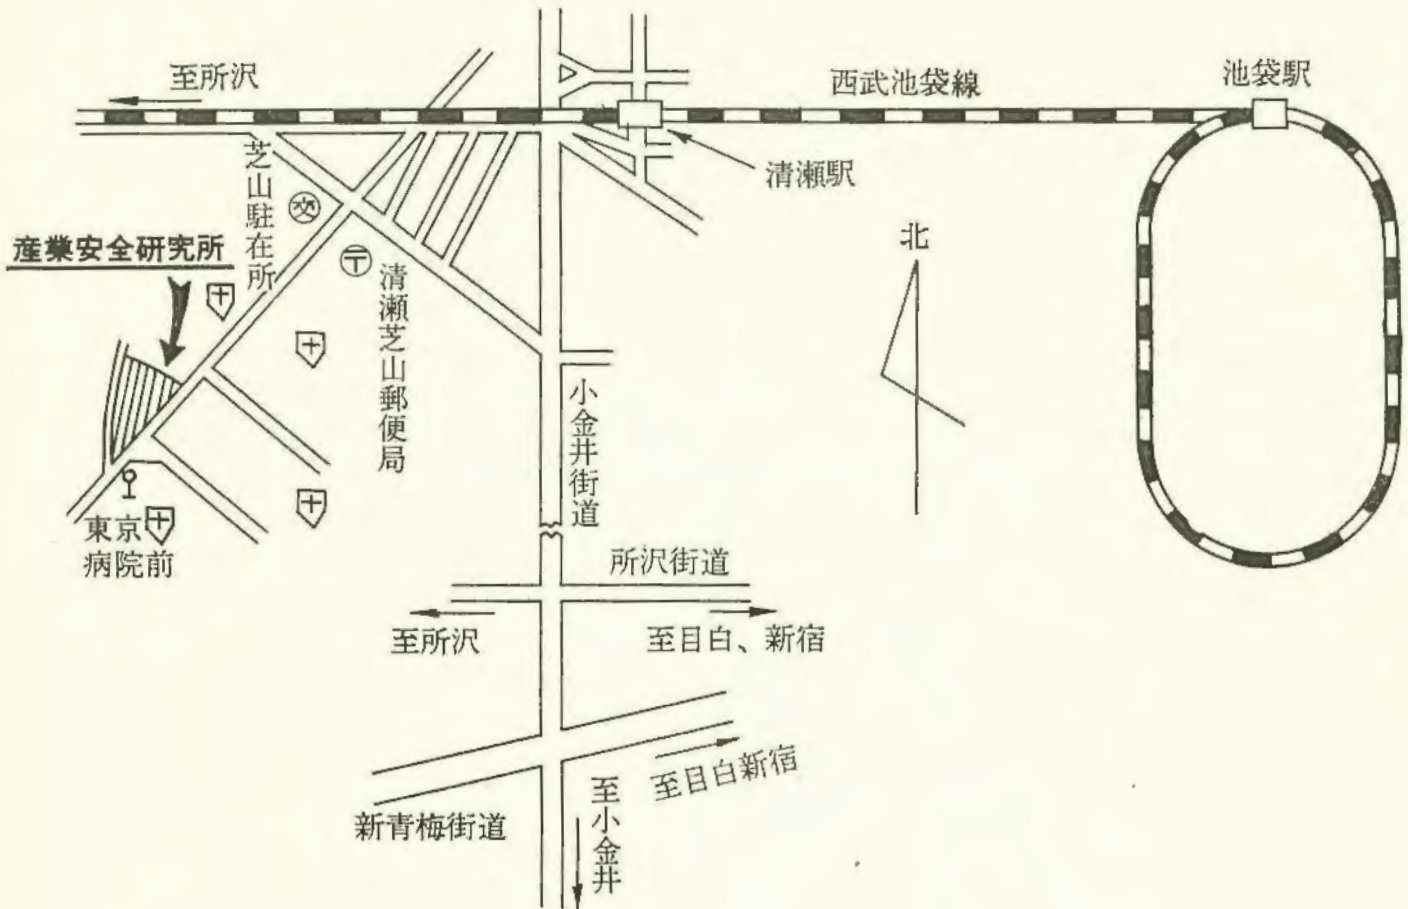 至所沢
西武池袋線
池袋駅
清瀬駅
芝山駐在所
交
産業安全研究所
〒
清瀬芝山郵便局
北
小金井街道
東京
病院前
所沢街道
至所沢
至目白、新宿
至目白新宿
新青梅街道
至小金井